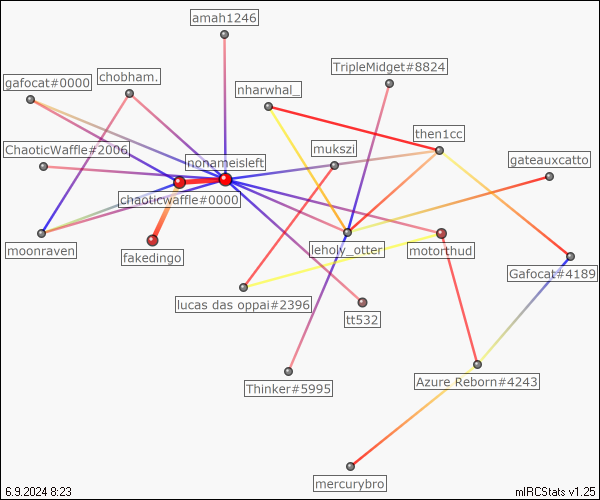 amah1246
TripleMidget#8824
gafocat#0000
chobham.
nharwhal_
then1cc
ChaoticWaffle#2006
mukszi
nonameisleft
gateauxcatto
chaoticwaffle#0000
moonraven
fakedingo
leholy_otter
motorthud
Gafocat#4189
lucas das oppai#2396
tt532
Thinker#5995
Azure Reborn#4243
mercurybro
6.9.2024 8:23
mIRCStats v1.25